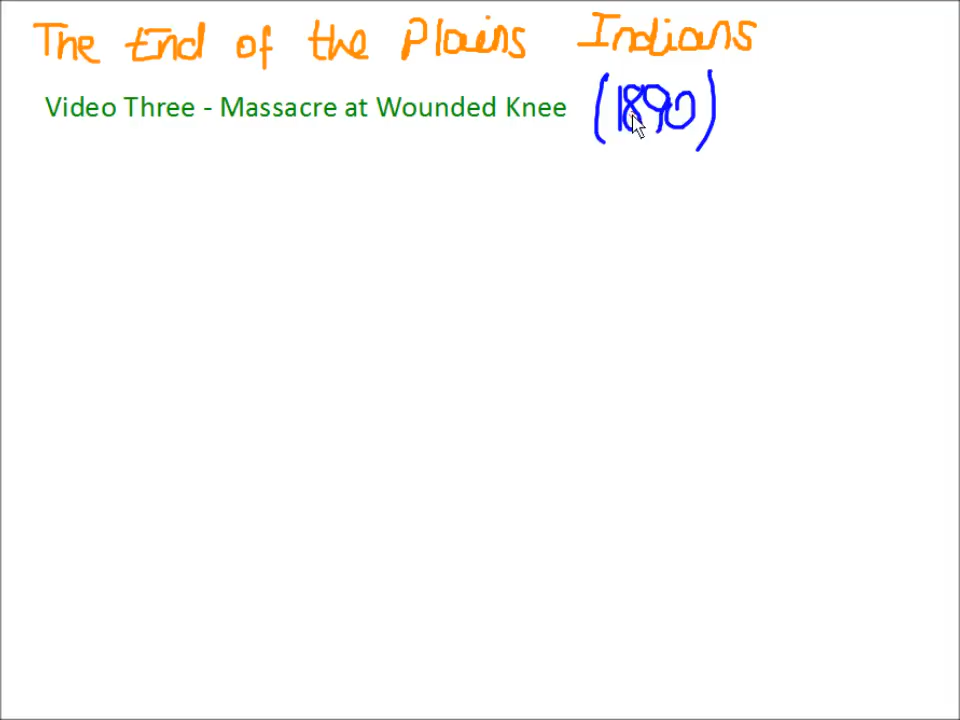 The End of the Plains Indians
Video Three - Massacre at Wounded Knee (1890)